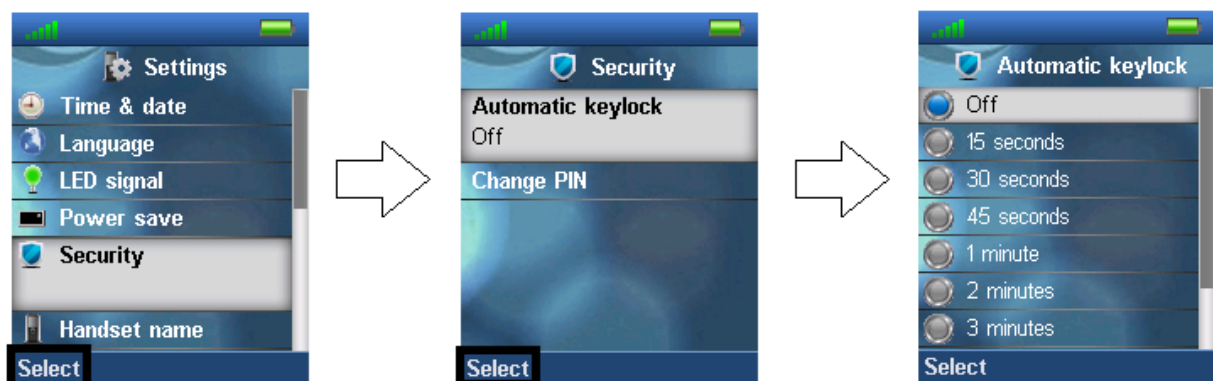 Settings
Time & date
Language
LED signal
Power save
Security
Handset name
Select
Security
Automatic keylock
Off
Change PIN
Select
Automatic keylock
Off
15 seconds
30 seconds
45 seconds
1 minute
2 minutes
3 minutes
Select